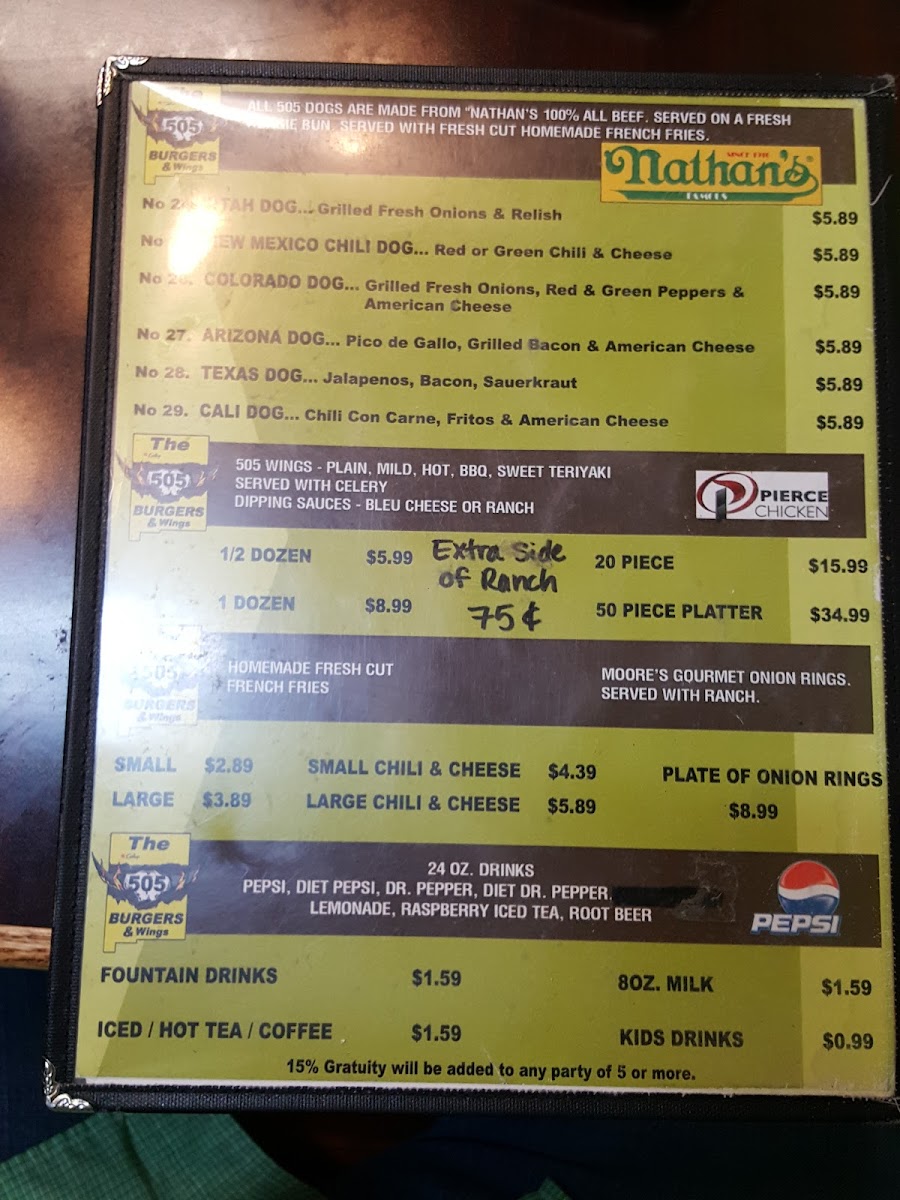 ALL 505 DOGS ARE MADE FROM "NATHAN'S 100% ALL BEEF. SERVED ON A FRESH
BUN. SERVED WITH FRESH CUT HOMEMADE FRENCH FRIES.
505
BURGERS
& Wings
SINCE 1916
Nathan's
FAMOUS
No DOG... Grilled Fresh Onions & Relish $5.89
No MEXICO CHILI DOG... Red or Green Chili & Cheese $5.89
No COLORADO DOG... Grilled Fresh Onions, Red & Green Peppers & $5.89
American Cheese
No 27. ARIZONA DOG... Pico de Gallo, Grilled Bacon & American Cheese $5.89
No 28. TEXAS DOG... Jalapenos, Bacon, Sauerkraut $5.89
No 29. CALI DOG... Chili Con Carne, Fritos & American Cheese $5.89
The
505
BURGERS
& Wings
505 WINGS - PLAIN, MILD, HOT, BBQ, SWEET TERIYAKI
SERVED WITH CELERY
DIPPING SAUCES - BLEU CHEESE OR RANCH
PIERCE
CHICKEN
1/2 DOZEN $5.99
1 DOZEN $8.99
Extra Side
of Ranch
75¢
20 PIECE $15.99
50 PIECE PLATTER $34.99
505
BURGERS
& Wings
HOMEMADE FRESH CUT
FRENCH FRIES
MOORE'S GOURMET ONION RINGS.
SERVED WITH RANCH.
SMALL $2.89 SMALL CHILI & CHEESE $4.39
LARGE $3.89 LARGE CHILI & CHEESE $5.89
PLATE OF ONION RINGS
$8.99
The
505
BURGERS
& Wings
24 OZ. DRINKS
PEPSI, DIET PEPSI, DR. PEPPER, DIET DR. PEPPER,
LEMONADE, RASPBERRY ICED TEA, ROOT BEER
PEPSI
FOUNTAIN DRINKS $1.59 8OZ. MILK $1.59
ICED / HOT TEA / COFFEE $1.59 KIDS DRINKS $0.99
15% Gratuity will be added to any party of 5 or more.